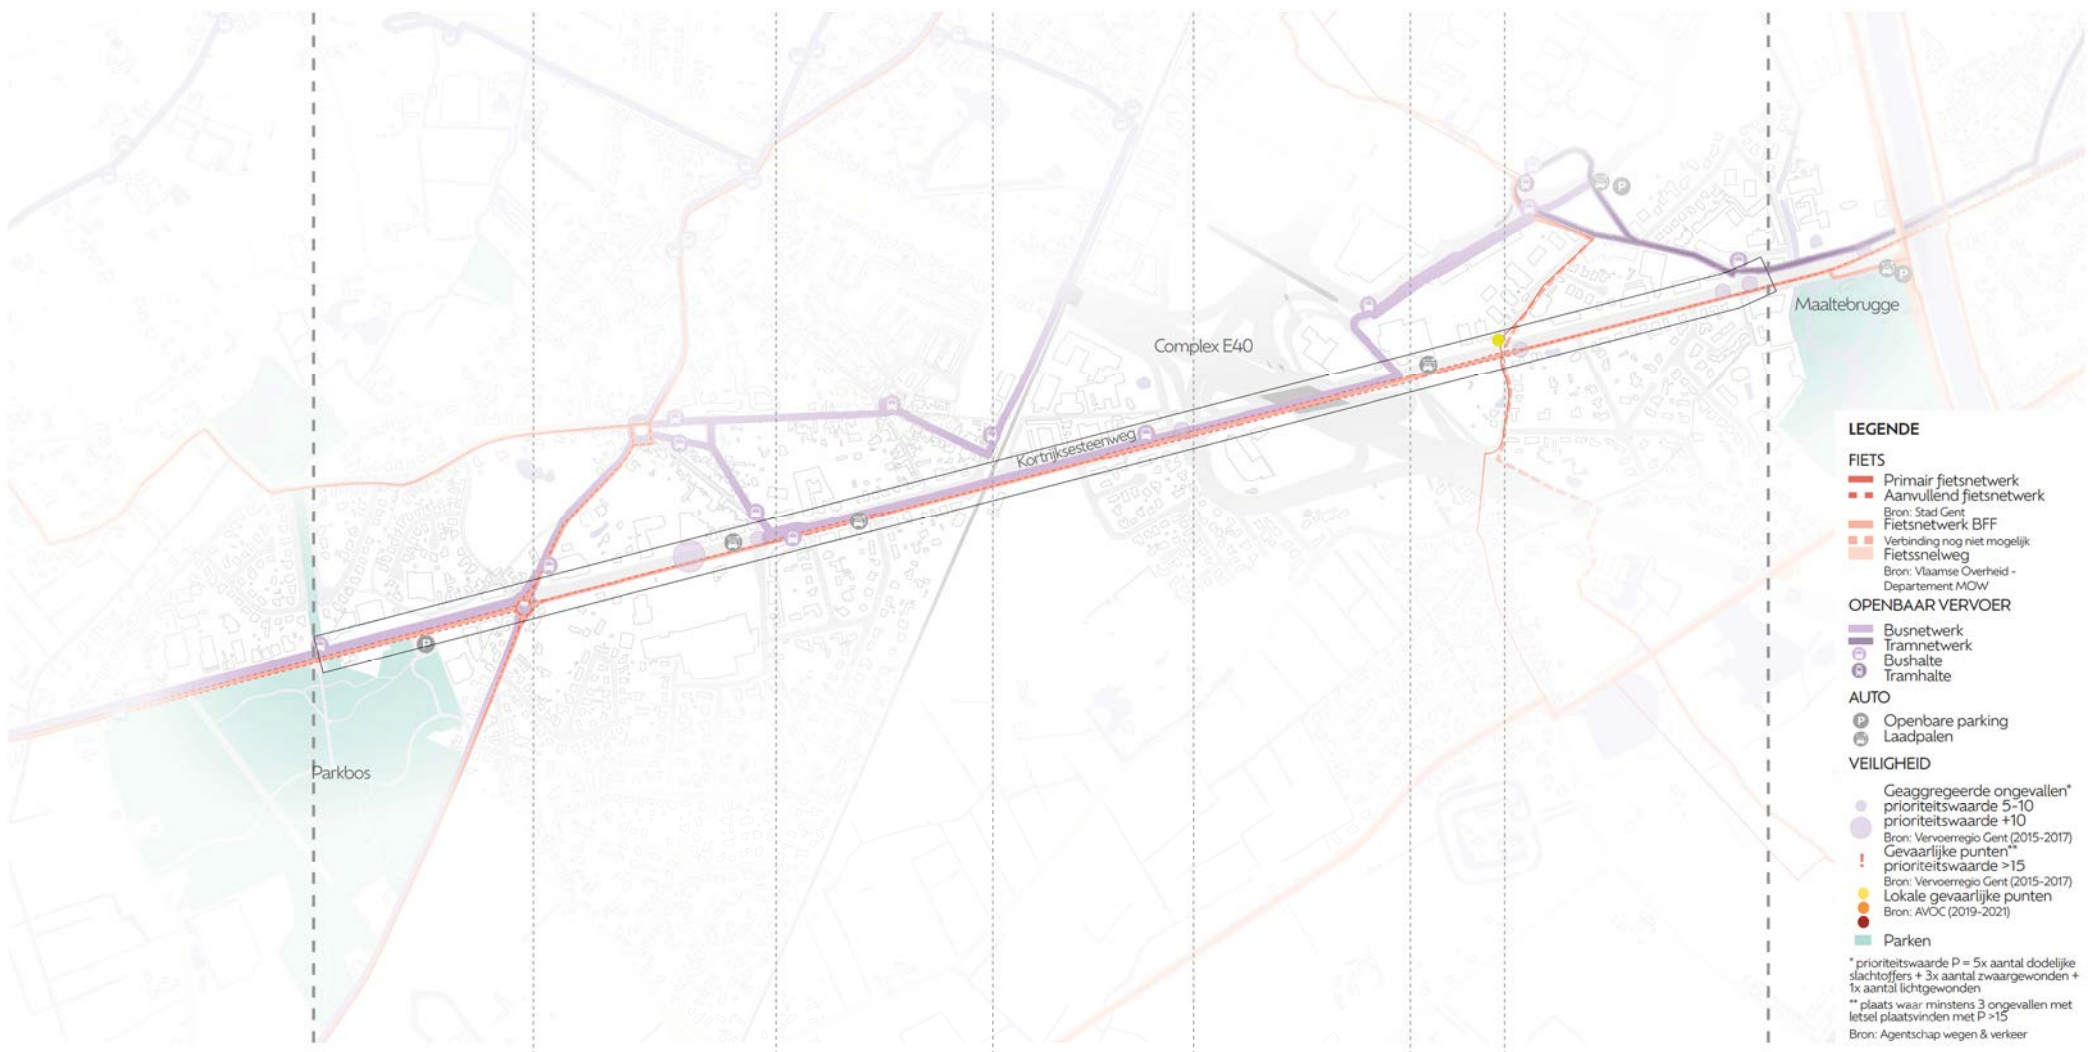 Complex E40
Maaltebrugge
Kortrijksesteenweg
Parkbos
P
P
P
LEGENDE
FIETS
Primair fietsnetwerk
Aanvullend fietsnetwerk
Bron: Stad Gent
Fietsnetwerk BFF
Verbinding nog niet mogelijk
Fietssnelweg
Bron: Vlaamse Overheid -
Departement MOW
OPENBAAR VERVOER
Busnetwerk
Tramnetwerk
Bushalte
Tramhalte
AUTO
P Openbare parking
Laadpalen
VEILIGHEID
Geaggregeerde ongevallen*
prioriteitswaarde 5-10
prioriteitswaarde +10
Bron: Vervoerregio Gent (2015-2017)
Gevaarlijke punten**
! prioriteitswaarde >15
Bron: Vervoerregio Gent (2015-2017)
Lokale gevaarlijke punten
Bron: AVOC (2019-2021)
Parken
* prioriteitswaarde P = 5x aantal dodelijke
slachtoffers + 3x aantal zwaargewonden +
1x aantal lichtgewonden
** plaats waar minstens 3 ongevallen met
letsel plaatsvinden met P >15
Bron: Agentschap wegen & verkeer